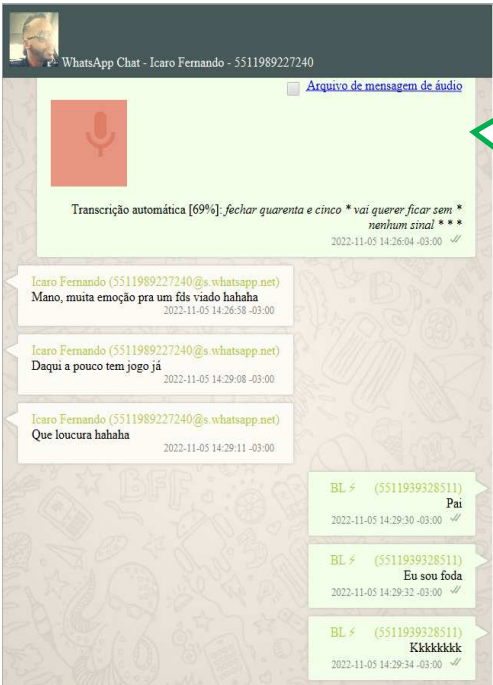 WhatsApp Chat - Icaro Fernando - 5511989227240
Arquivo de mensagem de áudio
Transcrição automática [69%]: fechar quarenta e cinco * vai querer ficar sem *
nenhum sinal * * *
2022-11-05 14:26:04 -03:00
Icaro Fernando (5511989227240@s.whatsapp.net)
Mano, muita emoção pra um fds viado hahaha
2022-11-05 14:26:58 -03:00
Icaro Fernando (5511989227240@s.whatsapp.net)
Daqui a pouco tem jogo já
2022-11-05 14:29:08 -03:00
Icaro Fernando (5511989227240@s.whatsapp.net)
Que loucura hahaha
2022-11-05 14:29:11 -03:00
BL⚡ (5511939328511)
Pai
2022-11-05 14:29:30 -03:00
BL⚡ (5511939328511)
Eu sou foda
2022-11-05 14:29:32 -03:00
BL⚡ (5511939328511)
Kkkkkkkk
2022-11-05 14:29:34 -03:00